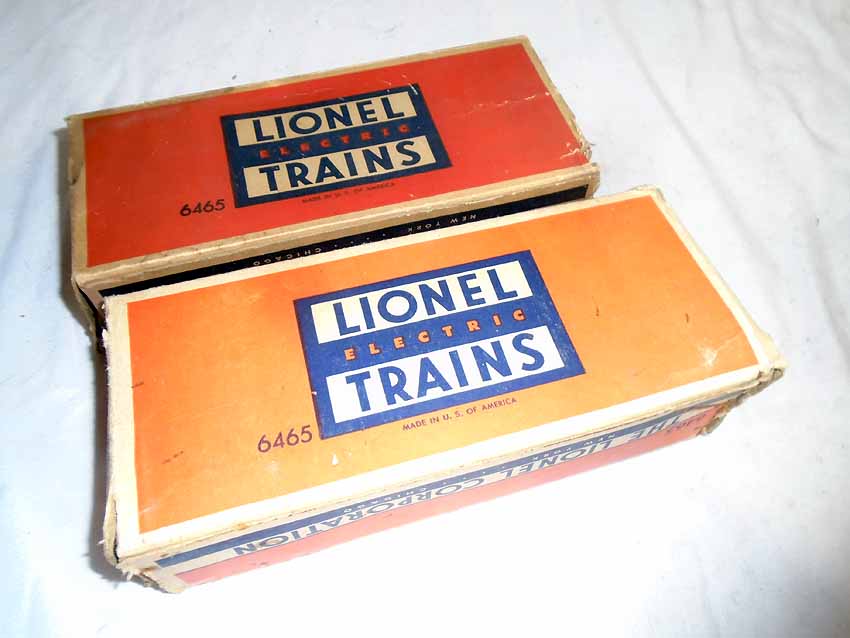 LIONEL
ELECTRIC
TRAINS
MADE IN U. S. OF AMERICA
6465
NEW YORK . . . CHICAGO
LIONEL
ELECTRIC
TRAINS
MADE IN U. S. OF AMERICA
6465
THE LIONEL CORPORATION
NEW YORK . . . CHICAGO
6465